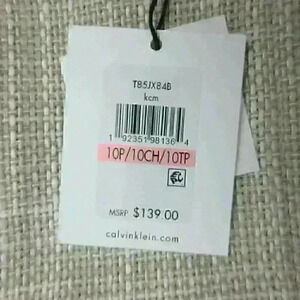 T85JX84B
kcm
1 92351 98136 4
10P/10CH/10TP
MSRP $139.00
calvinklein.com